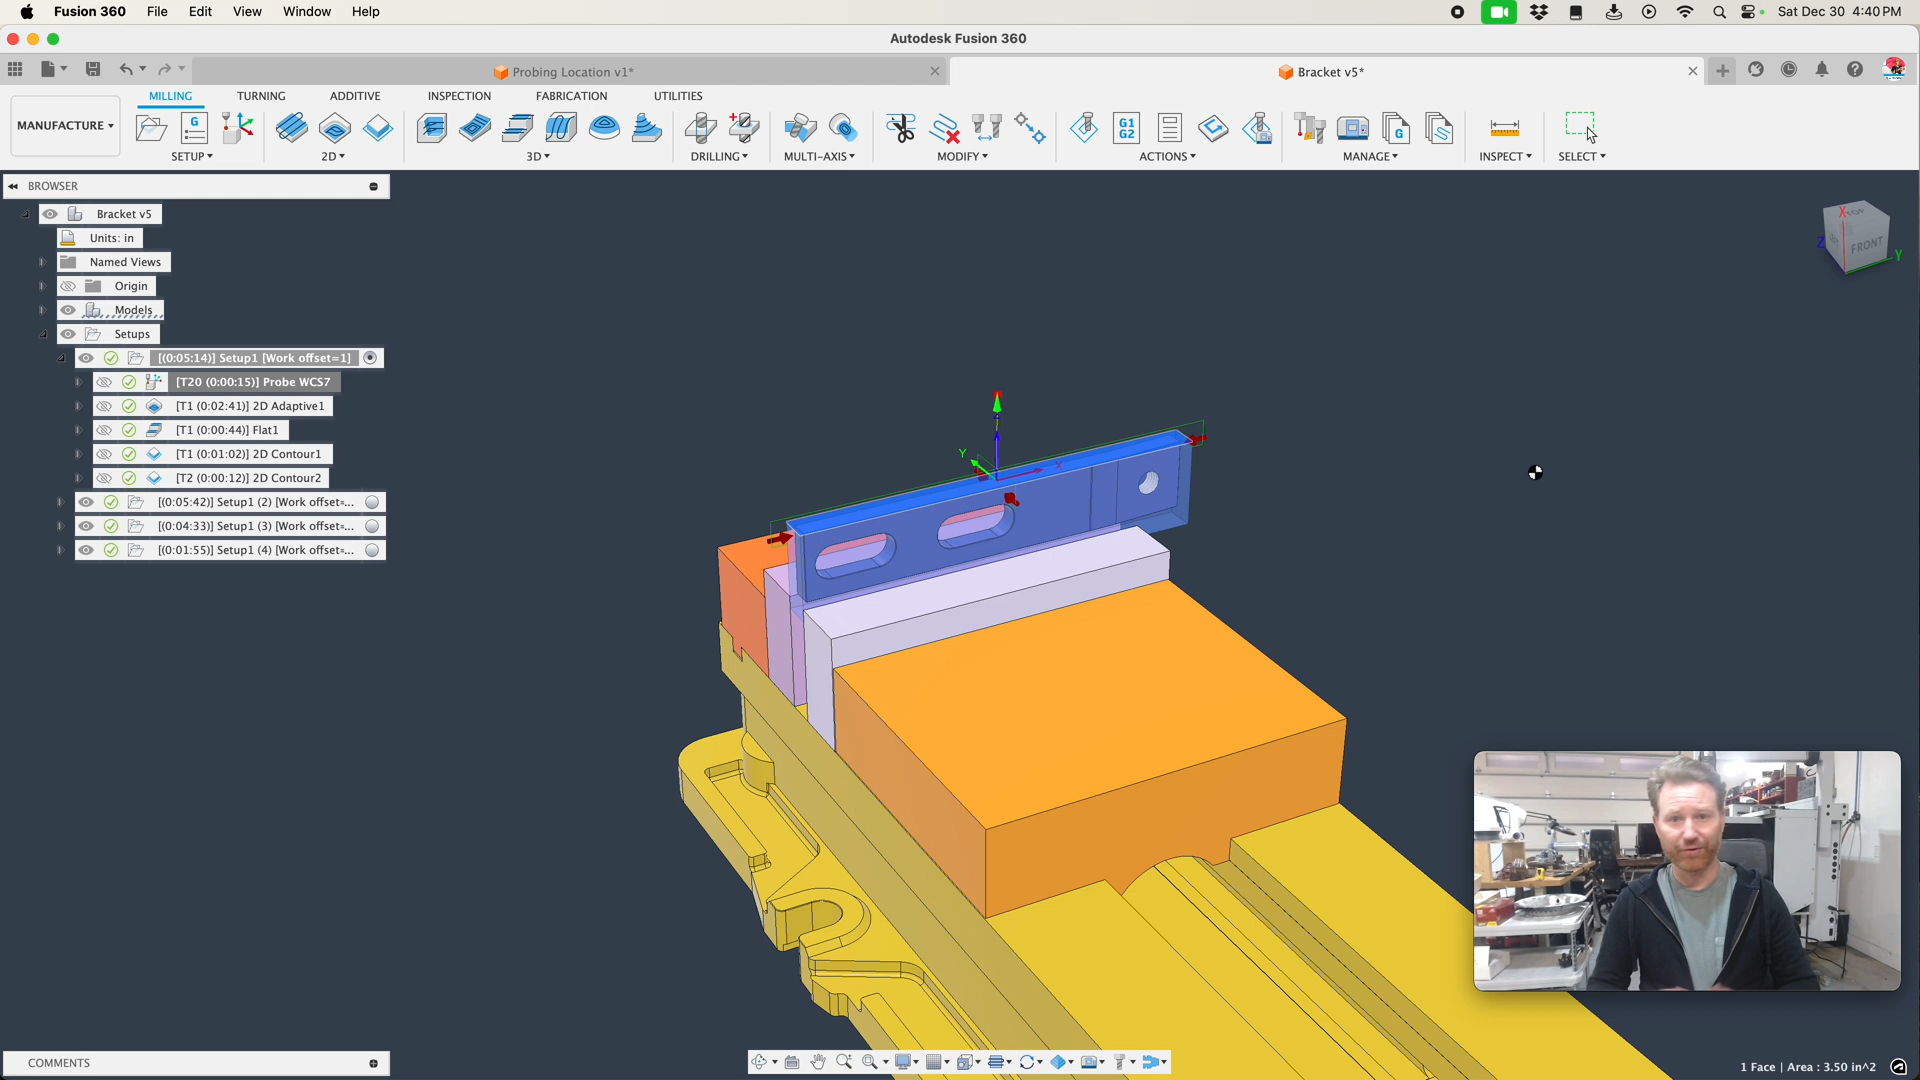 Fusion 360 File Edit View Window Help Sat Dec 30 4:40 PM
Autodesk Fusion 360
Probing Location v1* Bracket v5*
MILLING TURNING ADDITIVE INSPECTION FABRICATION UTILITIES
MANUFACTURE
G G1 G2 G
SETUP 2D 3D DRILLING MULTI-AXIS MODIFY ACTIONS MANAGE INSPECT SELECT
BROWSER
Bracket v5
Units: in
Named Views
Origin
Models
Setups
[(0:05:14)] Setup1 [Work offset=1]
[T20 (0:00:15)] Probe WCS7
[T1 (0:02:41)] 2D Adaptive1
[T1 (0:00:44)] Flat1
[T1 (0:01:02)] 2D Contour1
[T2 (0:00:12)] 2D Contour2
[(0:05:42)] Setup1 (2) [Work offset=...
[(0:04:33)] Setup1 (3) [Work offset=...
[(0:01:55)] Setup1 (4) [Work offset=...
X TOP
Z FRONT Y
Y X
COMMENTS
1 Face | Area : 3.50 in^2